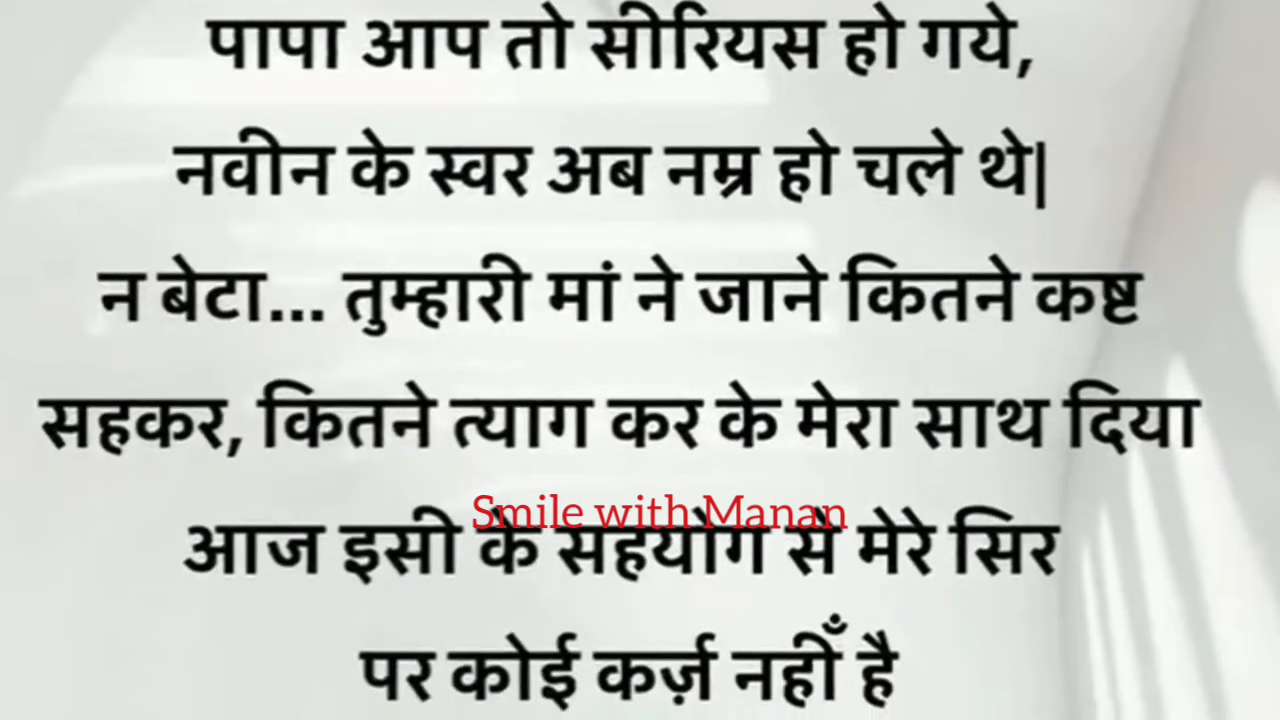 पापा आप तो सीरियस हो गये,
नवीन के स्वर अब नम्र हो चले थे|
न बेटा... तुम्हारी मां ने जाने कितने कष्ट
सहकर, कितने त्याग कर के मेरा साथ दिया
Smile with Manan
आज इसी के सहयोग से मेरे सिर
पर कोई कर्ज़ नहीँ है